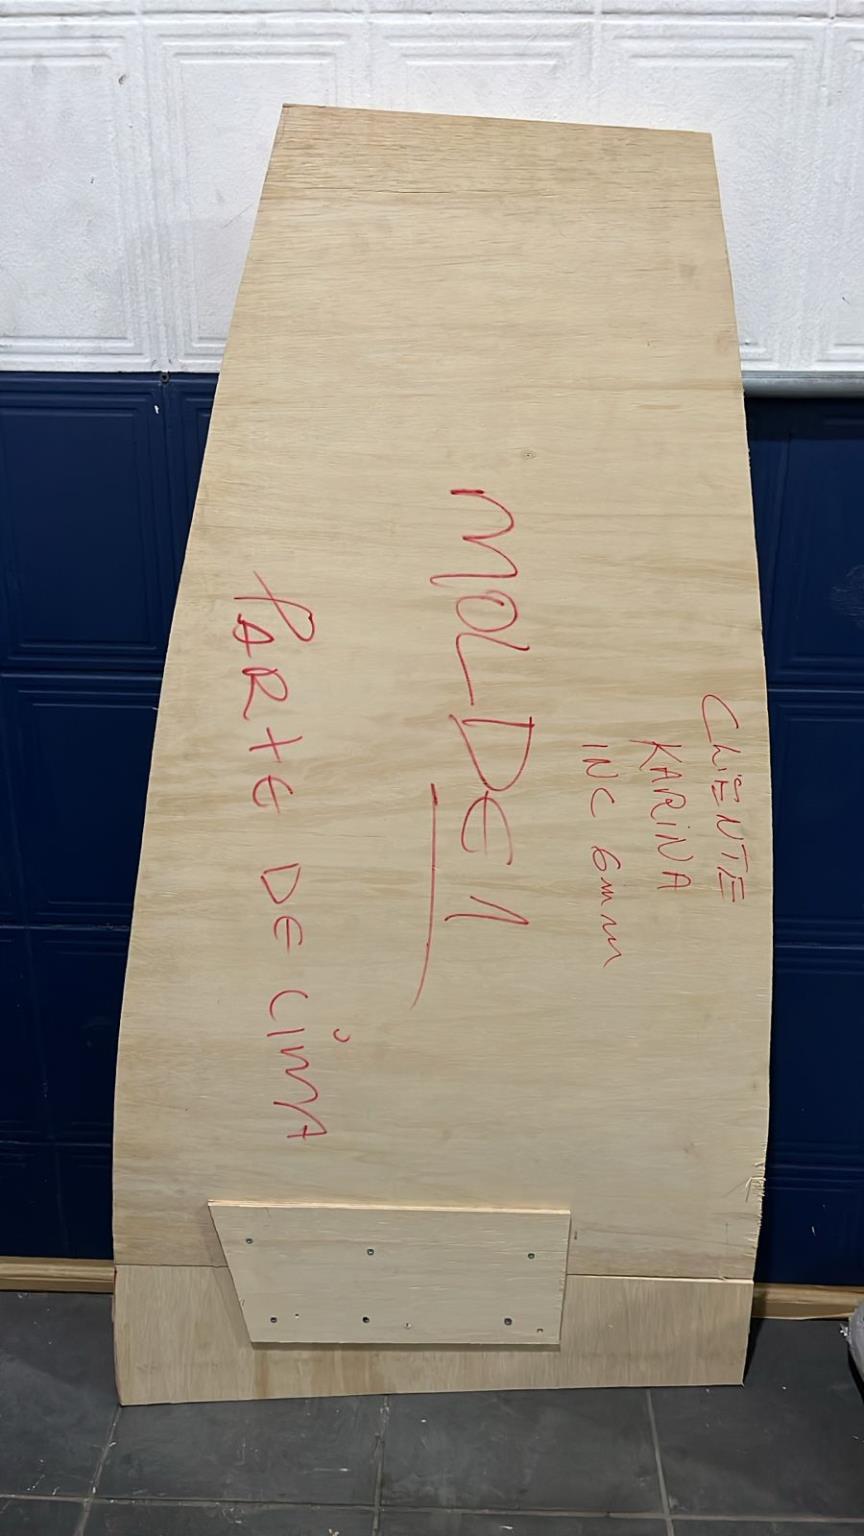 CLIENTE
KARINA
INC 6mm
MOLDE 1
PARTE DE CIMA